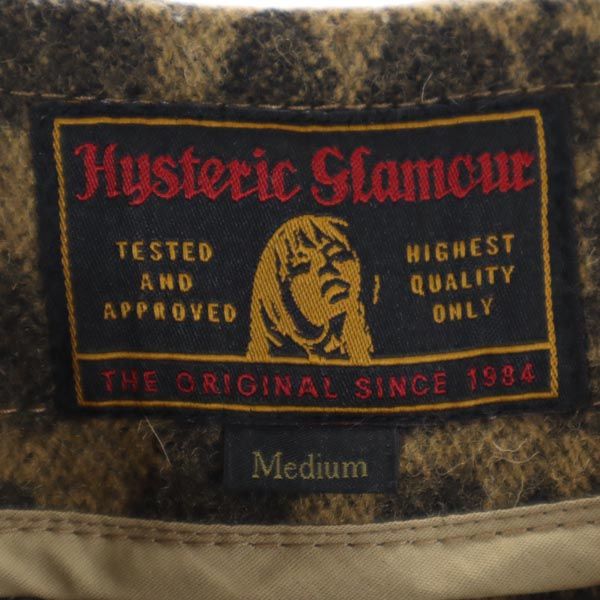 Hysteric Glamour
TESTED
AND
APPROVED
HIGHEST
QUALITY
ONLY
THE ORIGINAL SINCE 1984
Medium